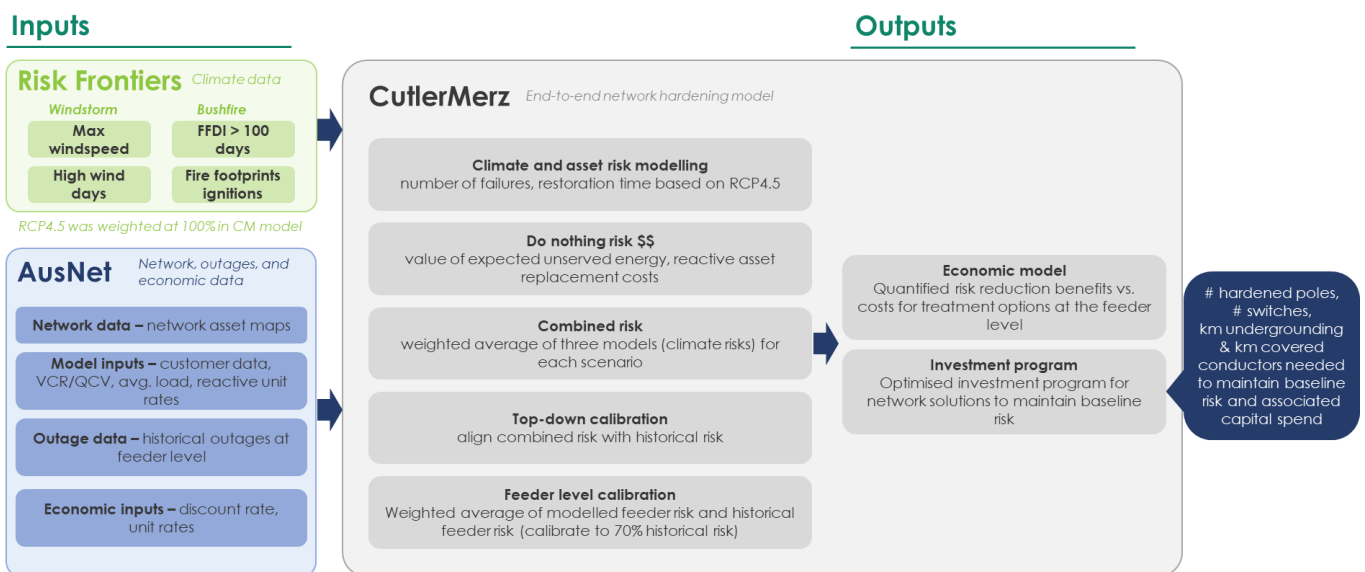 Inputs
Outputs
Risk Frontiers
Climate data
Windstorm
Bushfire
Max
windspeed
FFDI > 100
days
High wind
days
Fire footprints
ignitions
RCP4.5 was weighted at 100% in CM model
AusNet
Network, outages, and
economic data
Network data – network asset maps
Model inputs – customer data,
VCR/QCV, avg. load, reactive unit
rates
Outage data – historical outages at
feeder level
Economic inputs – discount rate,
unit rates
CutlerMerz
End-to-end network hardening model
Climate and asset risk modelling
number of failures, restoration time based on RCP4.5
Do nothing risk $$
value of expected unserved energy, reactive asset
replacement costs
Combined risk
weighted average of three models (climate risks) for
each scenario
Top-down calibration
align combined risk with historical risk
Feeder level calibration
Weighted average of modelled feeder risk and historical
feeder risk (calibrate to 70% historical risk)
Economic model
Quantified risk reduction benefits vs.
costs for treatment options at the feeder
level
Investment program
Optimised investment program for
network solutions to maintain baseline
risk
# hardened poles,
# switches,
km undergrounding
& km covered
conductors needed
to maintain baseline
risk and associated
capital spend